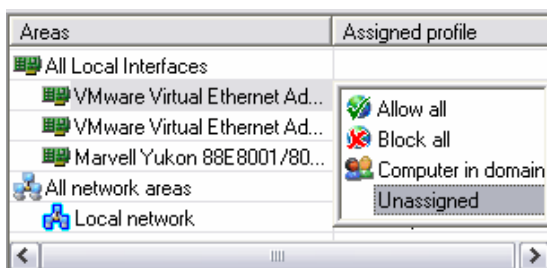 Areas Assigned profile
All Local Interfaces
VMware Virtual Ethernet Ad...
VMware Virtual Ethernet Ad...
Marvell Yukon 88E8001/80...
All network areas
Local network
Allow all
Block all
Computer in domain
Unassigned